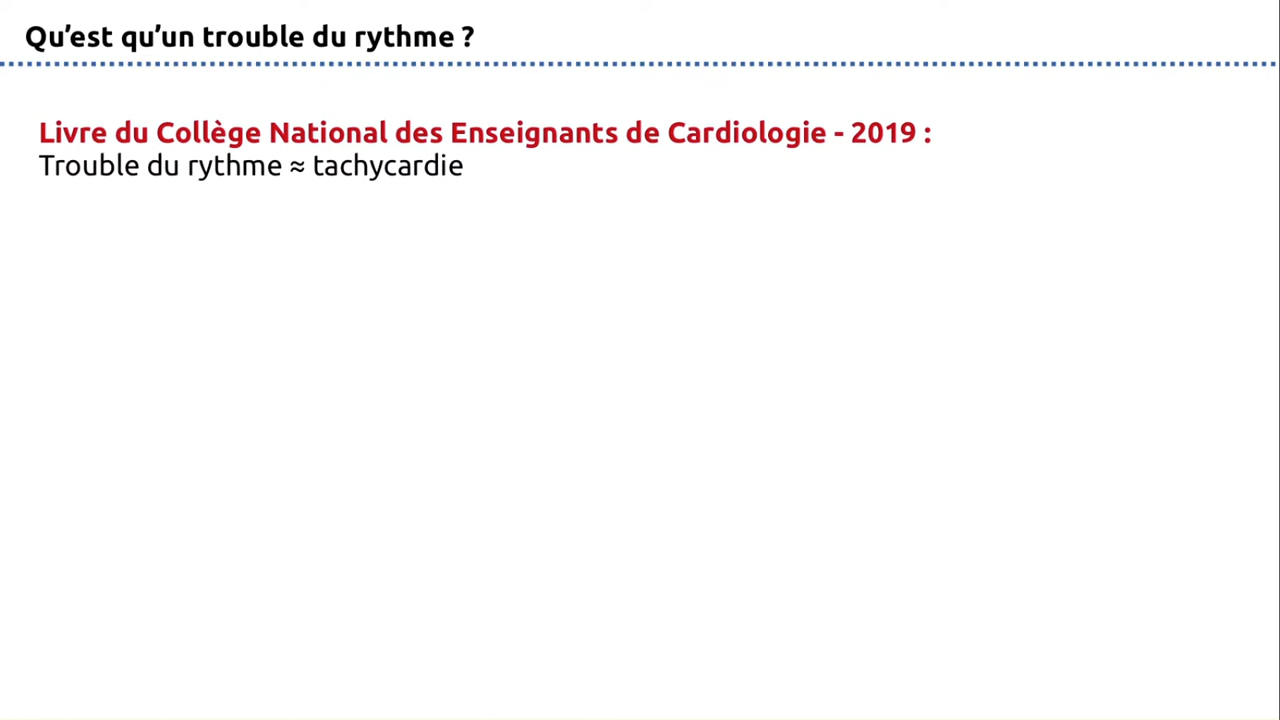 Qu’est qu’un trouble du rythme ?
Livre du Collège National des Enseignants de Cardiologie - 2019 :
Trouble du rythme ≈ tachycardie